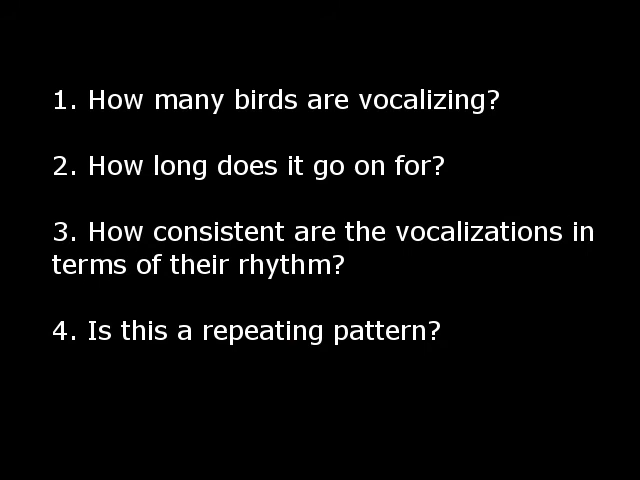 1. How many birds are vocalizing?
2. How long does it go on for?
3. How consistent are the vocalizations in
terms of their rhythm?
4. Is this a repeating pattern?